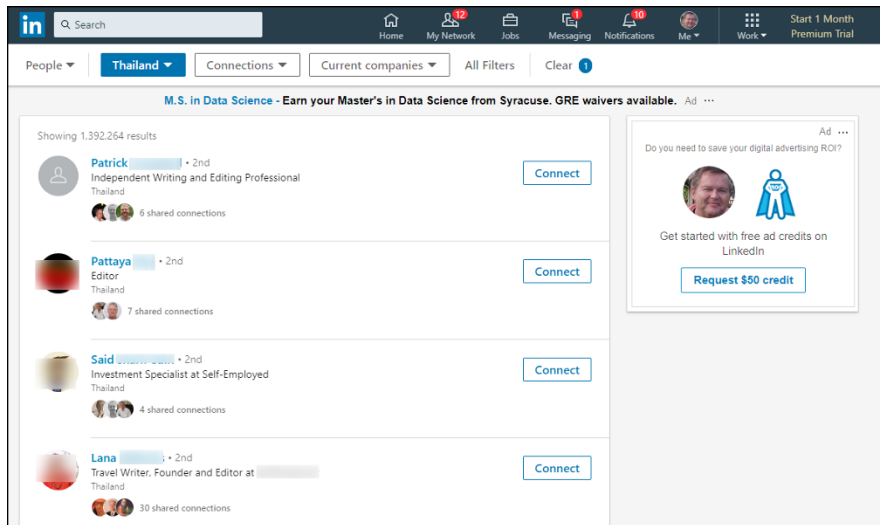 in
Search
12
1
10
Home
My Network
Jobs
Messaging
Notifications
Me
Work
Start 1 Month
Premium Trial
People
Thailand
Connections
Current companies
All Filters
Clear 1
M.S. in Data Science - Earn your Master's in Data Science from Syracuse. GRE waivers available. Ad ···
Showing 1,392,264 results
Patrick • 2nd
Independent Writing and Editing Professional
Thailand
6 shared connections
Connect
Pattaya • 2nd
Editor
Thailand
7 shared connections
Connect
Said • 2nd
Investment Specialist at Self-Employed
Thailand
4 shared connections
Connect
Lana • 2nd
Travel Writer, Founder and Editor at
Thailand
30 shared connections
Connect
Ad ···
Do you need to save your digital advertising ROI?
Get started with free ad credits on
LinkedIn
Request $50 credit